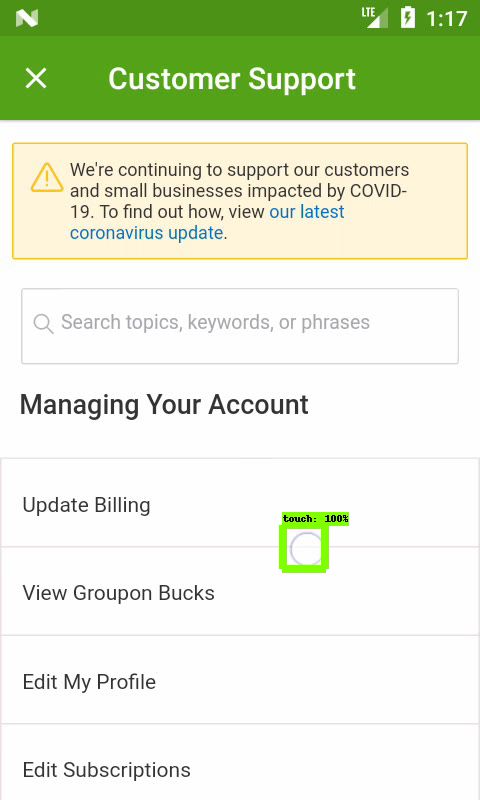 LTE 1:17
Customer Support
We're continuing to support our customers
and small businesses impacted by COVID-
19. To find out how, view our latest
coronavirus update.
Search topics, keywords, or phrases
Managing Your Account
Update Billing
touch: 100%
View Groupon Bucks
Edit My Profile
Edit Subscriptions